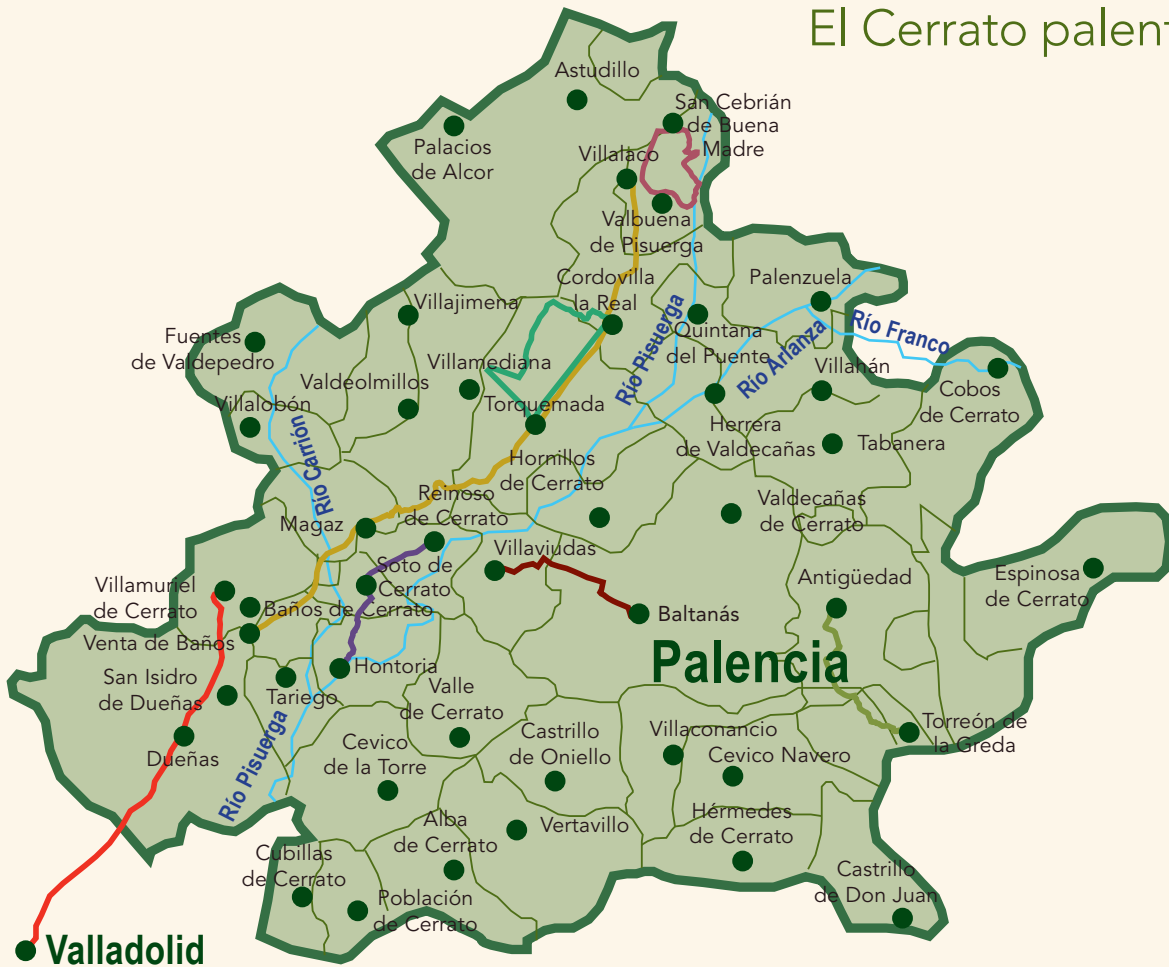 El Cerrato palent
Astudillo
San Cebrián
de Buena
Madre
Palacios
de Alcor
Villalaco
Valbuena
de Pisuerga
Cordovilla
la Real
Palenzuela
Villajimena
Río Pisuerga
Quintana
del Puente
Río Arlanza
Río Franco
Fuentes
de Valdepedro
Villamediana
Valdeolmillos
Villahán
Cobos
de Cerrato
Villalobón
Torquemada
Herrera
de Valdecañas
Tabanera
Río Carrión
Hornillos
de Cerrato
Reinoso
de Cerrato
Valdecañas
de Cerrato
Magaz
Villaviudas
Soto de
Cerrato
Antigüedad
Espinosa
de Cerrato
Villamuriel
de Cerrato
Baños de Cerrato
Baltanás
Venta de Baños
Palencia
San Isidro
de Dueñas
Tariego
Hontoria
Valle
de Cerrato
Torreón de
la Greda
Dueñas
Río Pisuerga
Cevico
de la Torre
Castrillo
de Oniello
Villaconancio
Cevico Navero
Alba
de Cerrato
Vertavillo
Hérmedes
de Cerrato
Cubillas
de Cerrato
Población
de Cerrato
Castrillo
de Don Juan
Valladolid